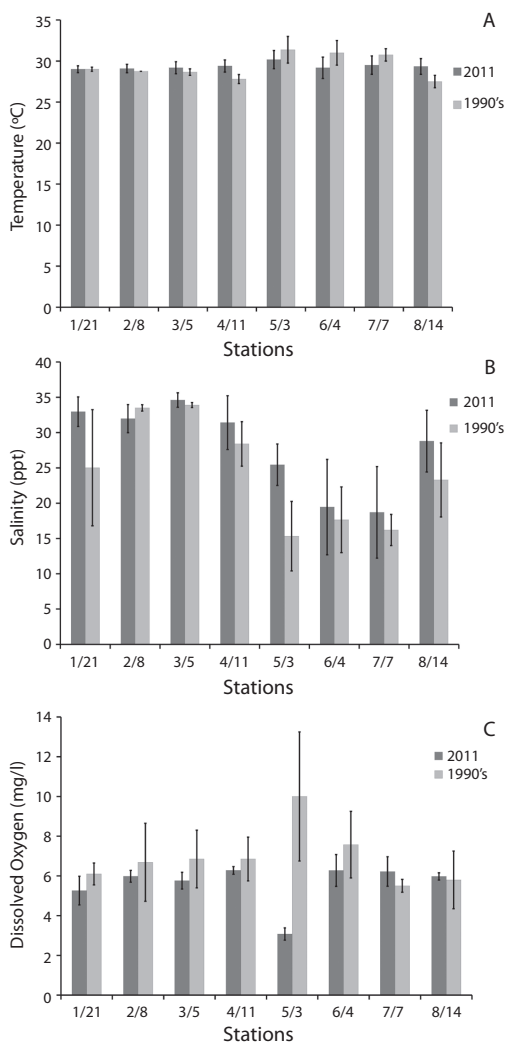 A
35
30
25
20
15
10
5
0
Temperature (ºC)
2011
1990's
1/21 2/8 3/5 4/11 5/3 6/4 7/7 8/14
Stations
B
40
35
30
25
20
15
10
5
0
Salinity (ppt)
2011
1990's
1/21 2/8 3/5 4/11 5/3 6/4 7/7 8/14
Stations
C
14
12
10
8
6
4
2
0
Dissolved Oxygen (mg/l)
2011
1990's
1/21 2/8 3/5 4/11 5/3 6/4 7/7 8/14
Stations